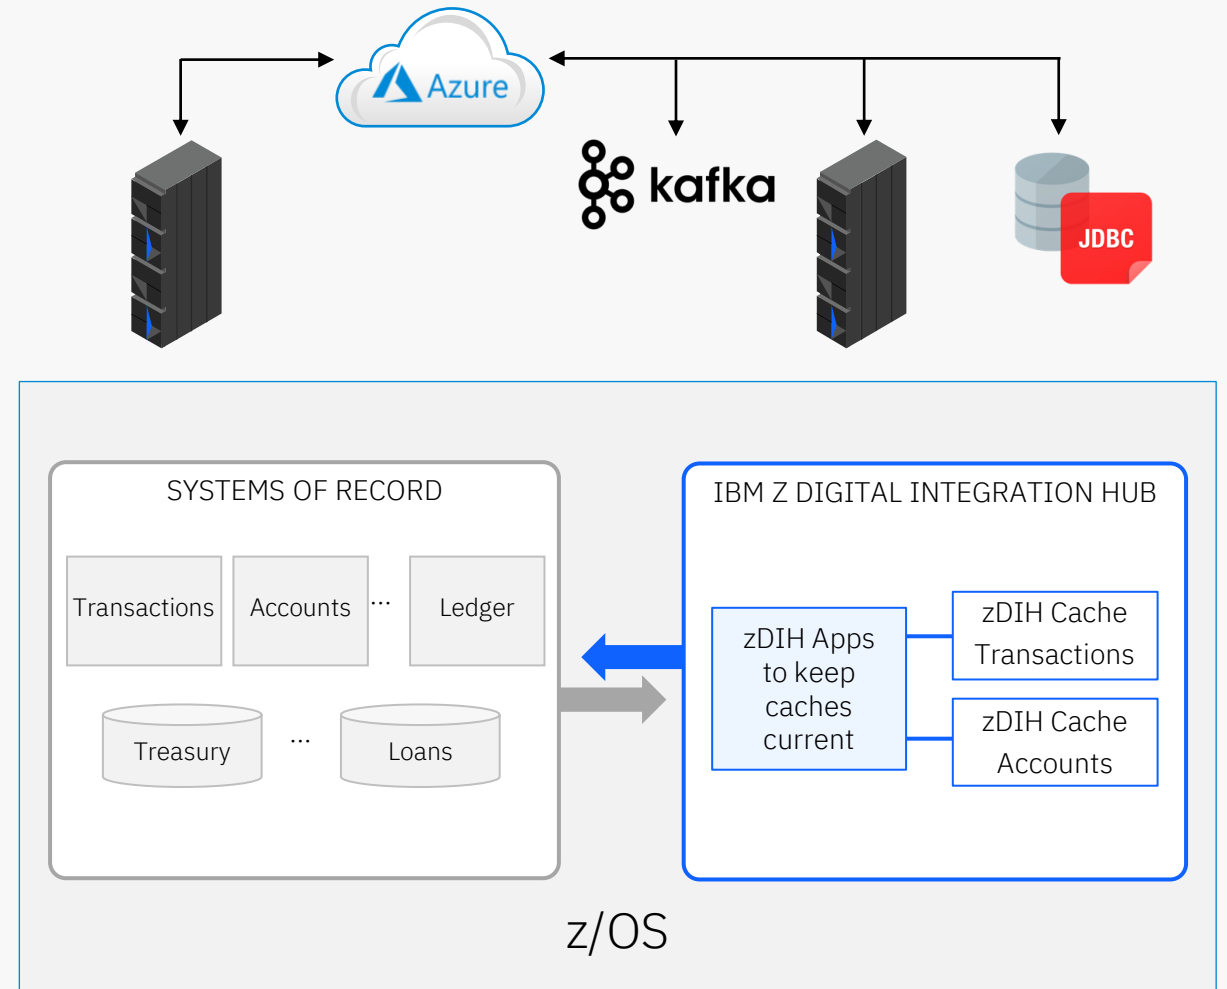 Azure
kafka
JDBC
SYSTEMS OF RECORD
Transactions
Accounts
...
Ledger
Treasury
...
Loans
IBM Z DIGITAL INTEGRATION HUB
zDIH Apps
to keep
caches
current
zDIH Cache
Transactions
zDIH Cache
Accounts
z/OS